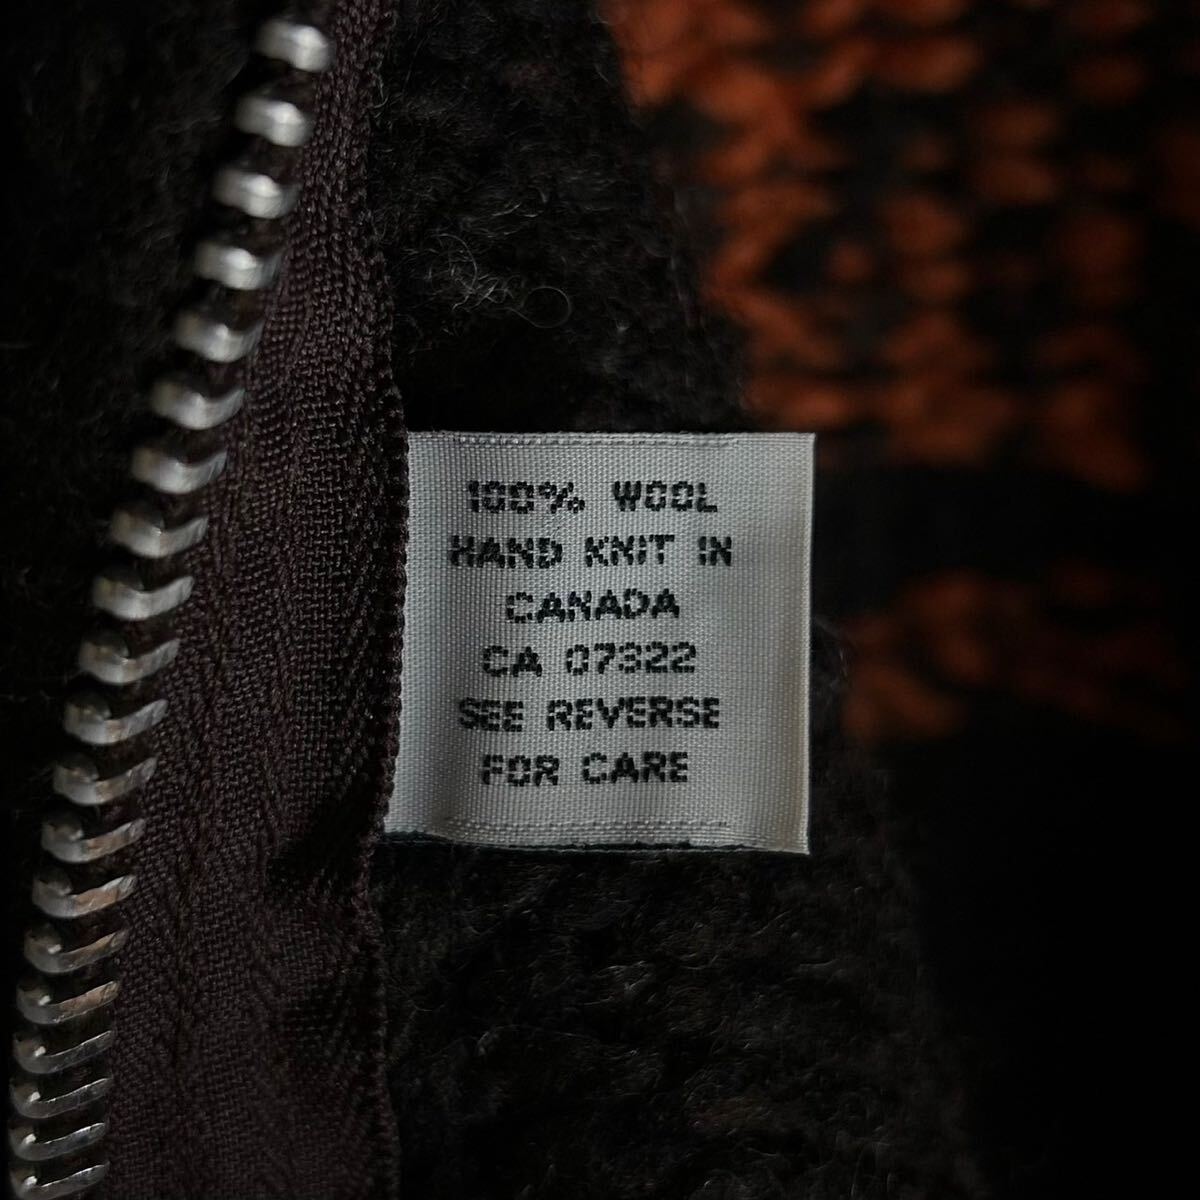 100% WOOL
HAND KNIT IN
CANADA
CA 07322
SEE REVERSE
FOR CARE